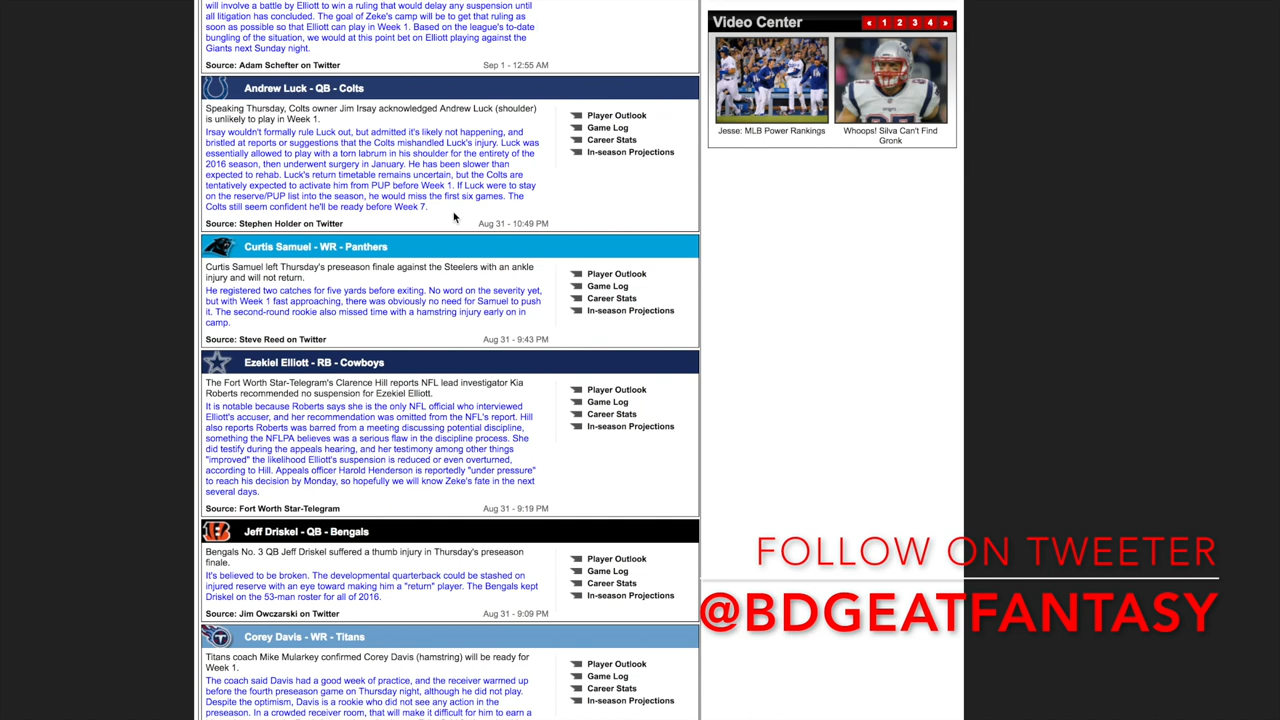 will involve a battle by Elliott to win a ruling that would delay any suspension until
all litigation has concluded. The goal of Zeke's camp will be to get that ruling as
soon as possible so that Elliott can play in Week 1. Based on the league's to-date
bungling of the situation, we would at this point bet on Elliott playing against the
Giants next Sunday night.
Source: Adam Schefter on Twitter Sep 1 - 12:55 AM
Andrew Luck - QB - Colts
Speaking Thursday, Colts owner Jim Irsay acknowledged Andrew Luck (shoulder)
is unlikely to play in Week 1.
Irsay wouldn't formally rule Luck out, but admitted it's likely not happening, and
bristled at reports or suggestions that the Colts mishandled Luck's injury. Luck was
essentially allowed to play with a torn labrum in his shoulder for the entirety of the
2016 season, then underwent surgery in January. He has been slower than
expected to rehab. Luck's return timetable remains uncertain, but the Colts are
tentatively expected to activate him from PUP before Week 1. If Luck were to stay
on the reserve/PUP list into the season, he would miss the first six games. The
Colts still seem confident he'll be ready before Week 7.
Source: Stephen Holder on Twitter Aug 31 - 10:49 PM
Player Outlook
Game Log
Career Stats
In-season Projections
Curtis Samuel - WR - Panthers
Curtis Samuel left Thursday's preseason finale against the Steelers with an ankle
injury and will not return.
He registered two catches for five yards before exiting. No word on the severity yet,
but with Week 1 fast approaching, there was obviously no need for Samuel to push
it. The second-round rookie also missed time with a hamstring injury early on in
camp.
Source: Steve Reed on Twitter Aug 31 - 9:43 PM
Player Outlook
Game Log
Career Stats
In-season Projections
Ezekiel Elliott - RB - Cowboys
The Fort Worth Star-Telegram's Clarence Hill reports NFL lead investigator Kia
Roberts recommended no suspension for Ezekiel Elliott.
It is notable because Roberts says she is the only NFL official who interviewed
Elliott's accuser, and her recommendation was omitted from the NFL's report. Hill
also reports Roberts was barred from a meeting discussing potential discipline,
something the NFLPA believes was a serious flaw in the discipline process. She
did testify during the appeals hearing, and her testimony among other things
"improved" the likelihood Elliott's suspension is reduced or even overturned,
according to Hill. Appeals officer Harold Henderson is reportedly "under pressure"
to reach his decision by Monday, so hopefully we will know Zeke's fate in the next
several days.
Source: Fort Worth Star-Telegram Aug 31 - 9:19 PM
Player Outlook
Game Log
Career Stats
In-season Projections
Jeff Driskel - QB - Bengals
Bengals No. 3 QB Jeff Driskel suffered a thumb injury in Thursday's preseason
finale.
It's believed to be broken. The developmental quarterback could be stashed on
injured reserve with an eye toward making him a "return" player. The Bengals kept
Driskel on the 53-man roster for all of 2016.
Source: Jim Owczarski on Twitter Aug 31 - 9:09 PM
Player Outlook
Game Log
Career Stats
In-season Projections
Corey Davis - WR - Titans
Titans coach Mike Mularkey confirmed Corey Davis (hamstring) will be ready for
Week 1.
The coach said Davis had a good week of practice, and the receiver warmed up
before the fourth preseason game on Thursday night, although he did not play.
Despite the optimism, Davis is a rookie who did not see any action in the
preseason. In a crowded receiver room, that will make it difficult for him to earn a
Player Outlook
Game Log
Career Stats
In-season Projections
Video Center « 1 2 3 4 »
Jesse: MLB Power Rankings
Whoops! Silva Can't Find
Gronk
FOLLOW ON TWEETER
@BDGEATFANTASY